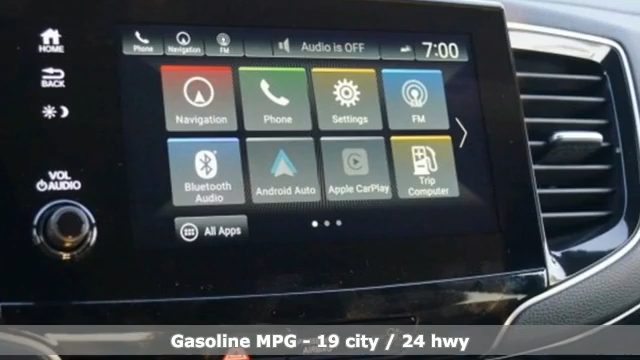 HOME
BACK
VOL
AUDIO
Phone
Navigation
FM
Audio is OFF
7:00
Navigation
Phone
Settings
FM
Bluetooth
Audio
Android Auto
Apple CarPlay
Trip
Computer
All Apps
Gasoline MPG - 19 city / 24 hwy